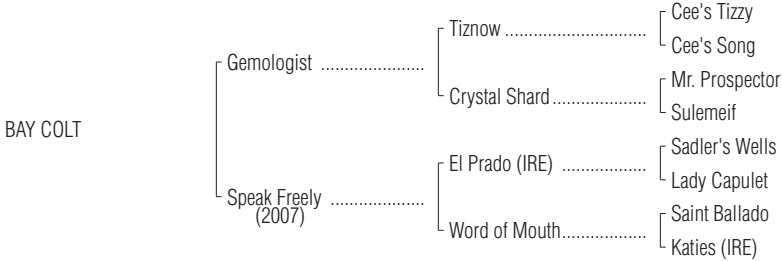 Cee's Tizzy
Tiznow ..............................
Cee's Song
Gemologist ......................
Mr. Prospector
Crystal Shard....................
Sulemeif
BAY COLT
Sadler's Wells
El Prado (IRE) ..................
Lady Capulet
Speak Freely ....................
(2007)
Saint Ballado
Word of Mouth..................
Katies (IRE)